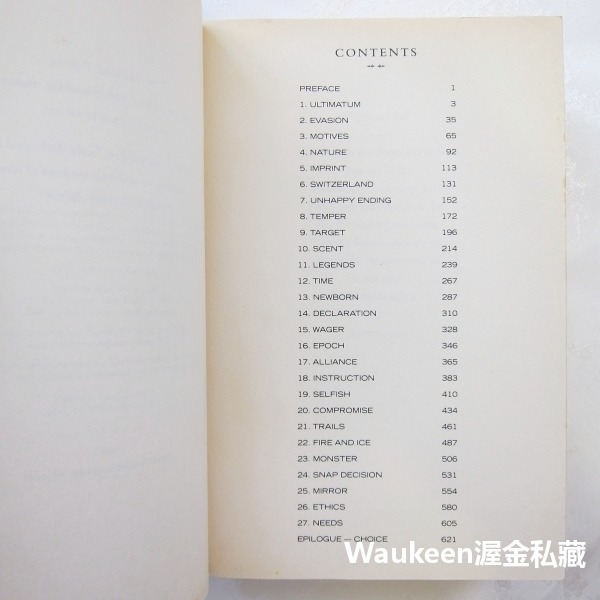 CONTENTS
PREFACE 1
1. ULTIMATUM 3
2. EVASION 35
3. MOTIVES 65
4. NATURE 92
5. IMPRINT 113
6. SWITZERLAND 131
7. UNHAPPY ENDING 152
8. TEMPER 172
9. TARGET 196
10. SCENT 214
11. LEGENDS 239
12. TIME 267
13. NEWBORN 287
14. DECLARATION 310
15. WAGER 328
16. EPOCH 346
17. ALLIANCE 365
18. INSTRUCTION 383
19. SELFISH 410
20. COMPROMISE 434
21. TRAILS 461
22. FIRE AND ICE 487
23. MONSTER 506
24. SNAP DECISION 531
25. MIRROR 554
26. ETHICS 580
27. NEEDS 605
EPILOGUE — CHOICE 621
Waukeen渥金私藏